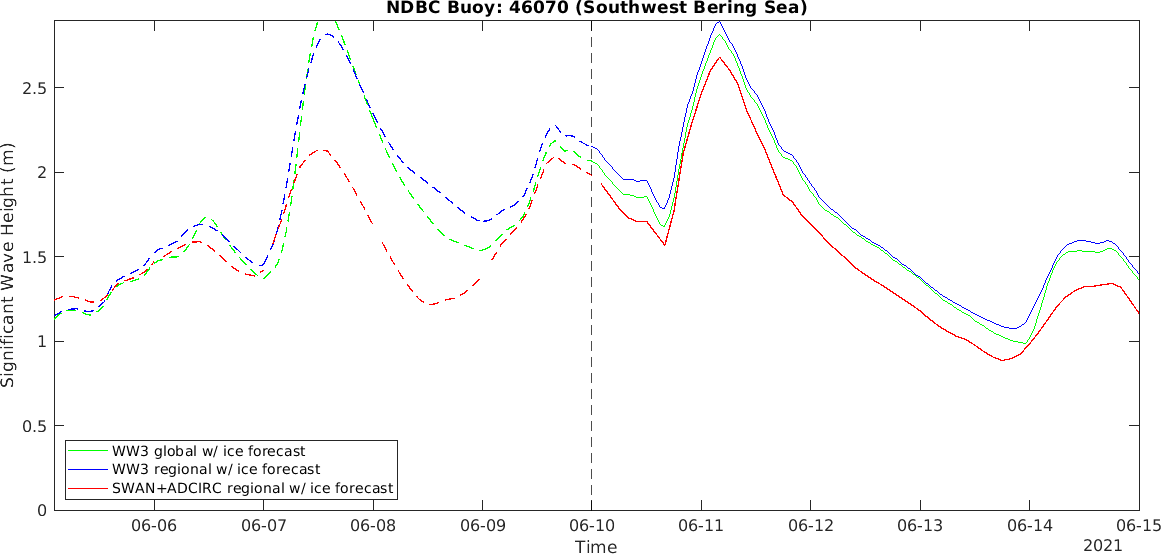 NDBC Buoy: 46070 (Southwest Bering Sea)
Significant Wave Height (m)
2.5
2
1.5
1
0.5
0
WW3 global w/ ice forecast
WW3 regional w/ ice forecast
SWAN+ADCIRC regional w/ ice forecast
06-06 06-07 06-08 06-09 06-10 06-11 06-12 06-13 06-14 06-15
Time
2021